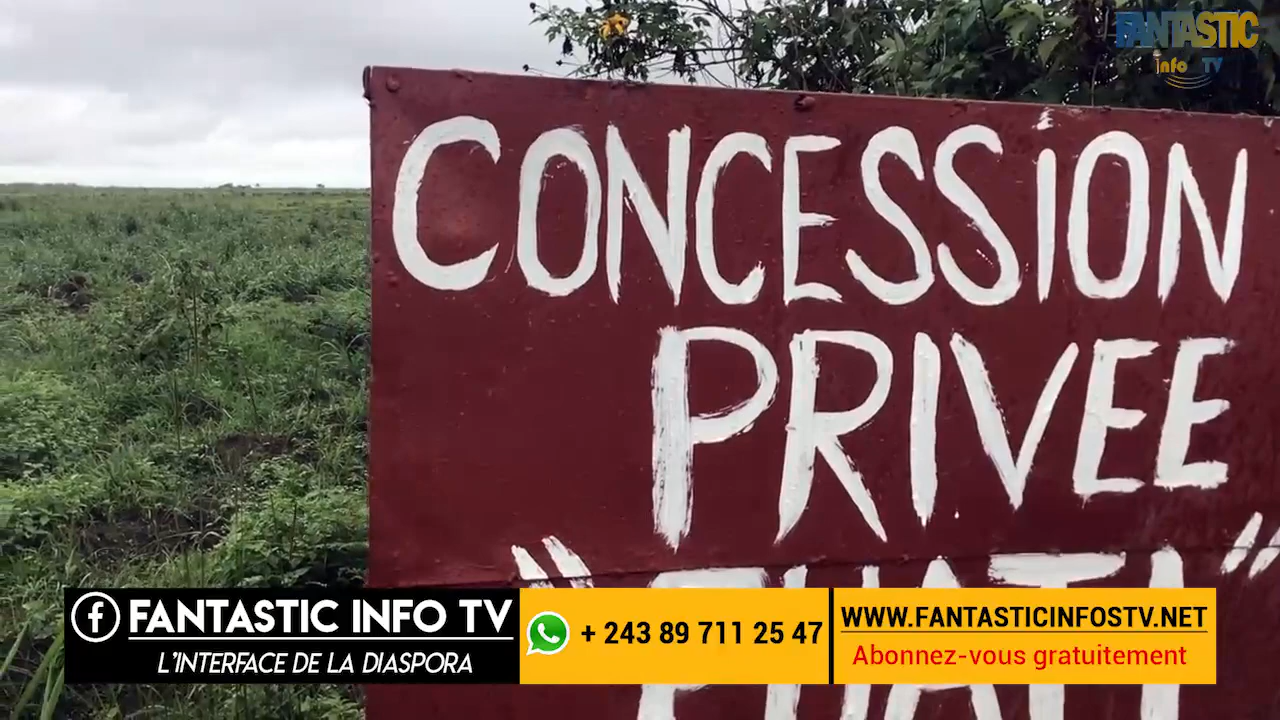 FANTASTIC
info TV
CONCESSION
PRIVEE
FANTASTIC INFO TV
L'INTERFACE DE LA DIASPORA
+ 243 89 711 25 47
WWW.FANTASTICINFOSTV.NET
Abonnez-vous gratuitement